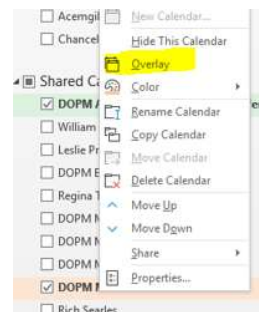 Acemgil
New Calendar...
Chancel
Hide This Calendar
Overlay
Shared Ca
Color
DOPM A
Rename Calendar
William
Copy Calendar
Leslie Pr
Move Calendar
DOPM E
Delete Calendar
Regina T
Move Up
DOPM M
Move Down
DOPM M
Share
DOPM M
Properties...
DOPM M
Rich Searles